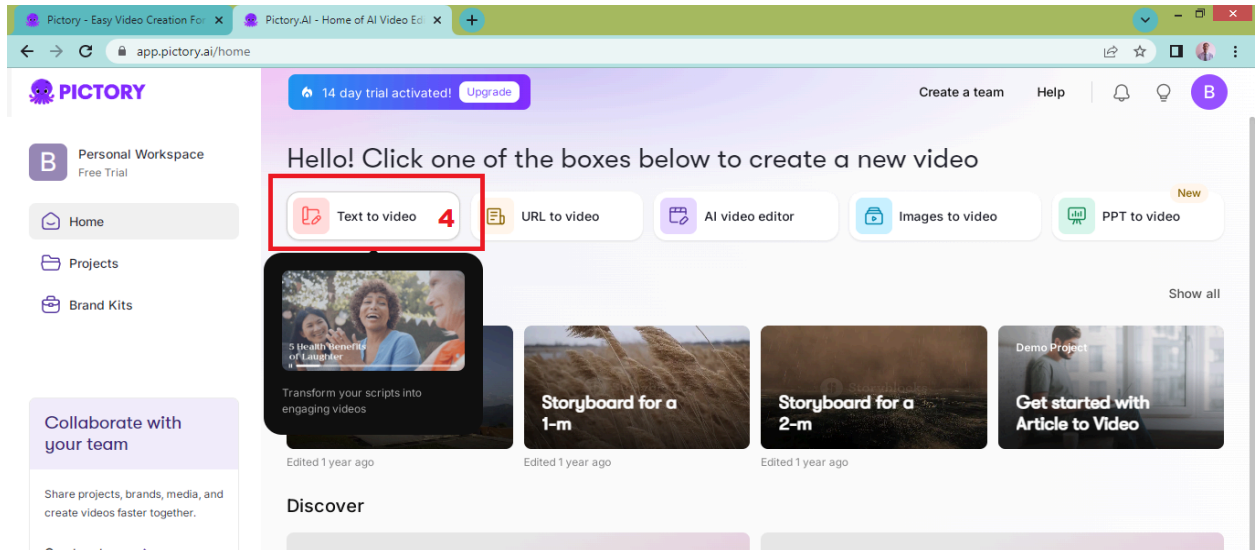 Pictory - Easy Video Creation For
Pictory.AI - Home of AI Video Edi
app.pictory.ai/home
PICTORY
14 day trial activated! Upgrade
Create a team Help B
B Personal Workspace
Free Trial
Hello! Click one of the boxes below to create a new video
Home
Projects
Brand Kits
Text to video 4
URL to video
AI video editor
Images to video
New
PPT to video
Show all
5 Health Benefits
of Laughter
Transform your scripts into
engaging videos
Storyboard for a
1-m
Storyblocks
Storyboard for a
2-m
Demo Project
Get started with
Article to Video
Edited 1 year ago
Edited 1 year ago
Edited 1 year ago
Collaborate with
your team
Share projects, brands, media, and
create videos faster together.
Discover